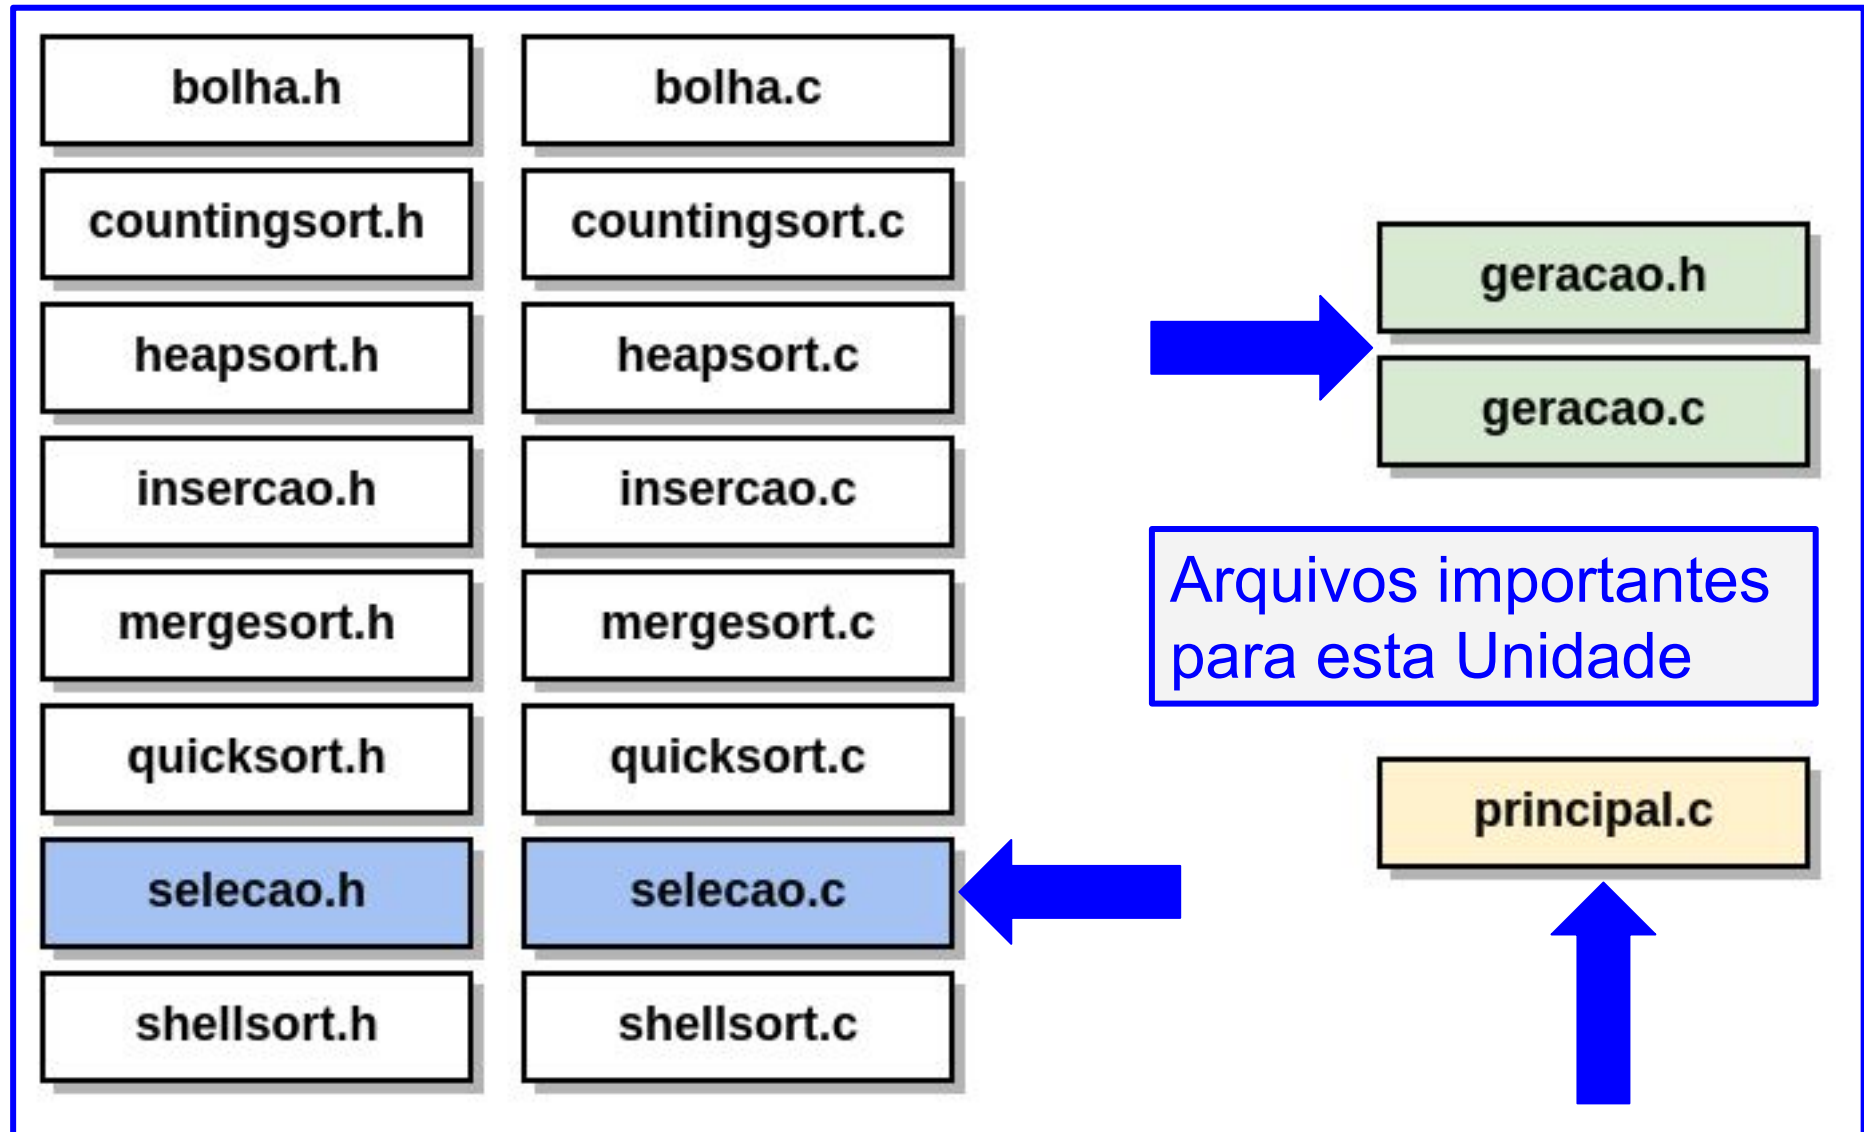 bolha.h
bolha.c
countingsort.h
countingsort.c
heapsort.h
heapsort.c
insercao.h
insercao.c
mergesort.h
mergesort.c
quicksort.h
quicksort.c
selecao.h
selecao.c
shellsort.h
shellsort.c
geracao.h
geracao.c
Arquivos importantes
para esta Unidade
principal.c